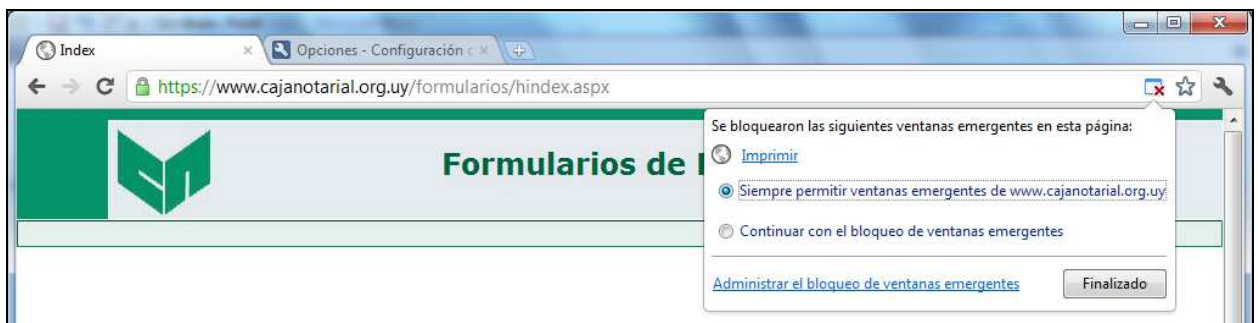 Index
Opciones - Configuración c
https://www.cajanotarial.org.uy/formularios/hindex.aspx
Se bloquearon las siguientes ventanas emergentes en esta página:
Imprimir
Formularios de
Siempre permitir ventanas emergentes de www.cajanotarial.org.uy
Continuar con el bloqueo de ventanas emergentes
Administrar el bloqueo de ventanas emergentes
Finalizado